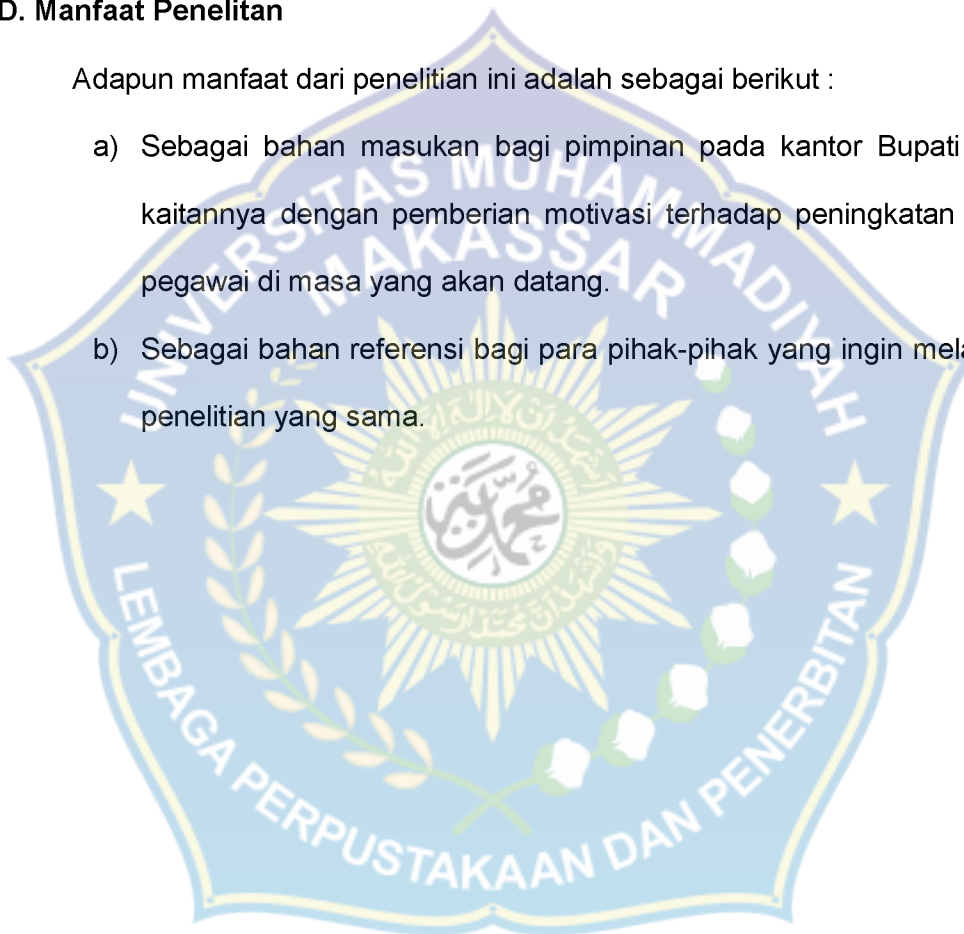 D. Manfaat Penelitan
Adapun manfaat dari penelitian ini adalah sebagai berikut :
a) Sebagai bahan masukan bagi pimpinan pada kantor Bupati
kaitannya dengan pemberian motivasi terhadap peningkatan
pegawai di masa yang akan datang.
b) Sebagai bahan referensi bagi para pihak-pihak yang ingin
penelitian yang sama.
UNIVERSITAS MUHAMMADIYAH
MAKASSAR
محمدية
LEMBAGA PERPUSTAKAAN DAN PENERBITAN